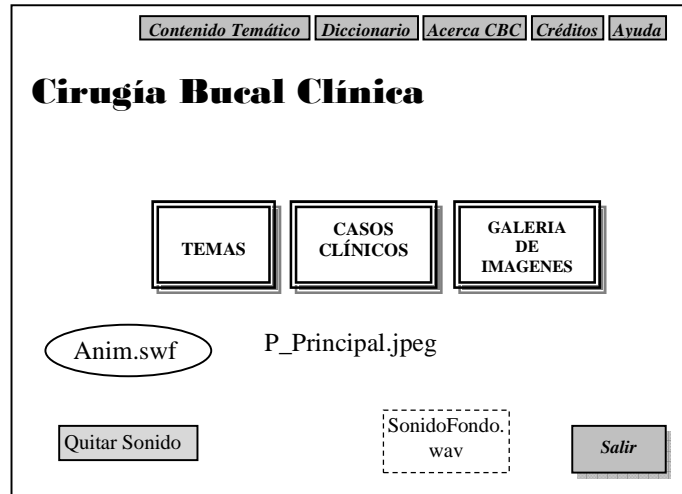 Contenido Temático Diccionario Acerca CBC Créditos Ayuda
Cirugía Bucal Clínica
TEMAS
CASOS
CLÍNICOS
GALERIA
DE
IMAGENES
Anim.swf
P_Principal.jpeg
Quitar Sonido
SonidoFondo.
wav
Salir